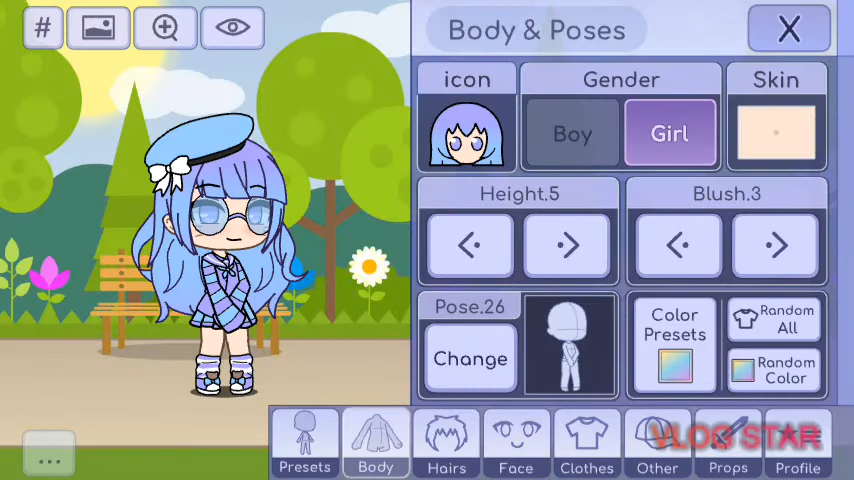 #
Body & Poses
X
icon
Gender
Skin
Boy
Girl
Height.5
Blush.3
Pose.26
Change
Color
Presets
Random
All
Random
Color
Presets
Body
Hairs
Face
Clothes
Other
Props
Profile
VLOG STAR
...